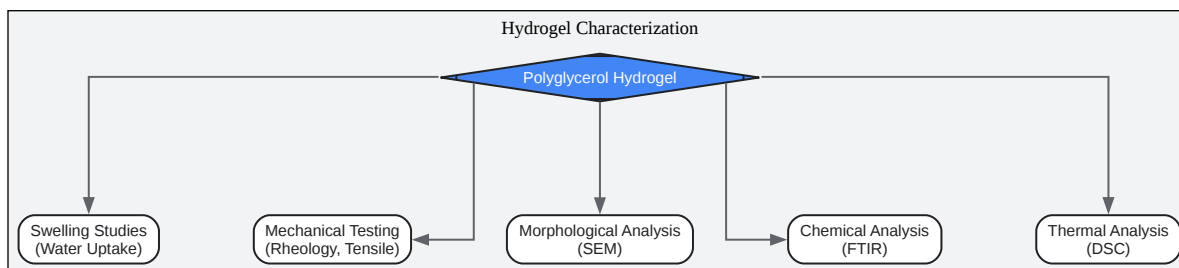 Hydrogel Characterization
Polyglycerol Hydrogel
Swelling Studies
(Water Uptake)
Mechanical Testing
(Rheology, Tensile)
Morphological Analysis
(SEM)
Chemical Analysis
(FTIR)
Thermal Analysis
(DSC)